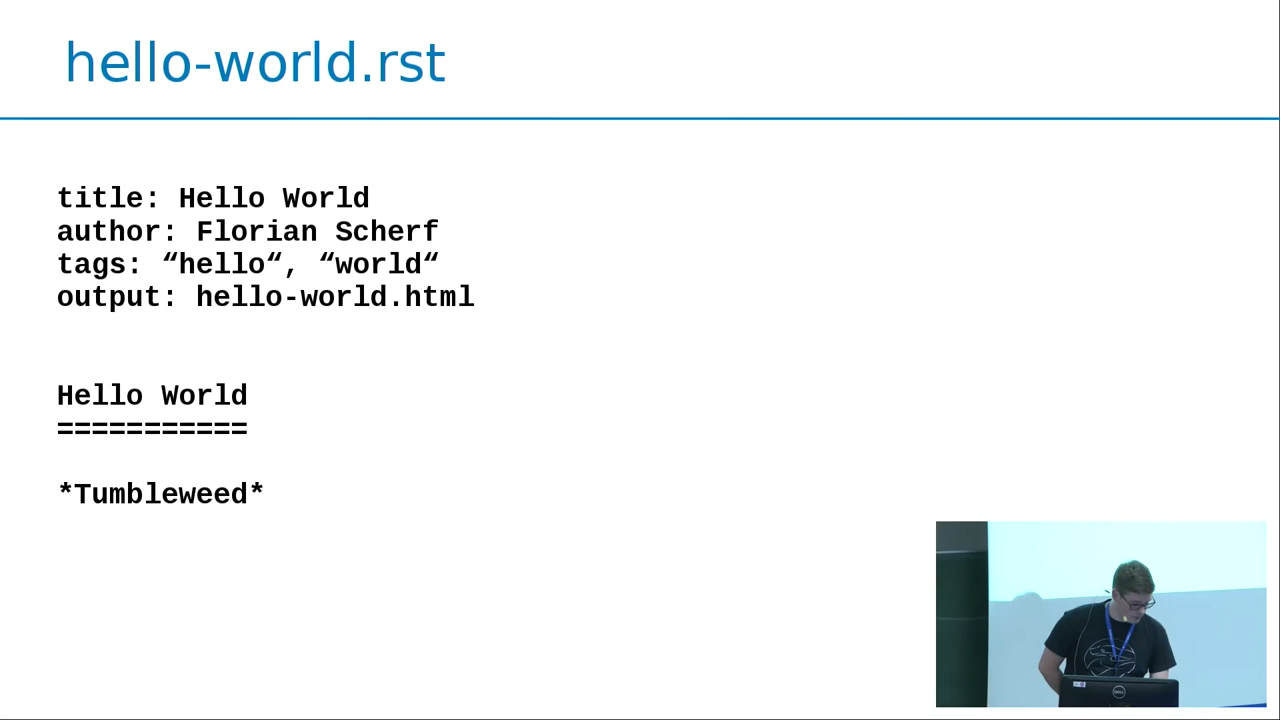 hello-world.rst
title: Hello World
author: Florian Scherf
tags: “hello“, “world“
output: hello-world.html
Hello World
===========
*Tumbleweed*
DELL